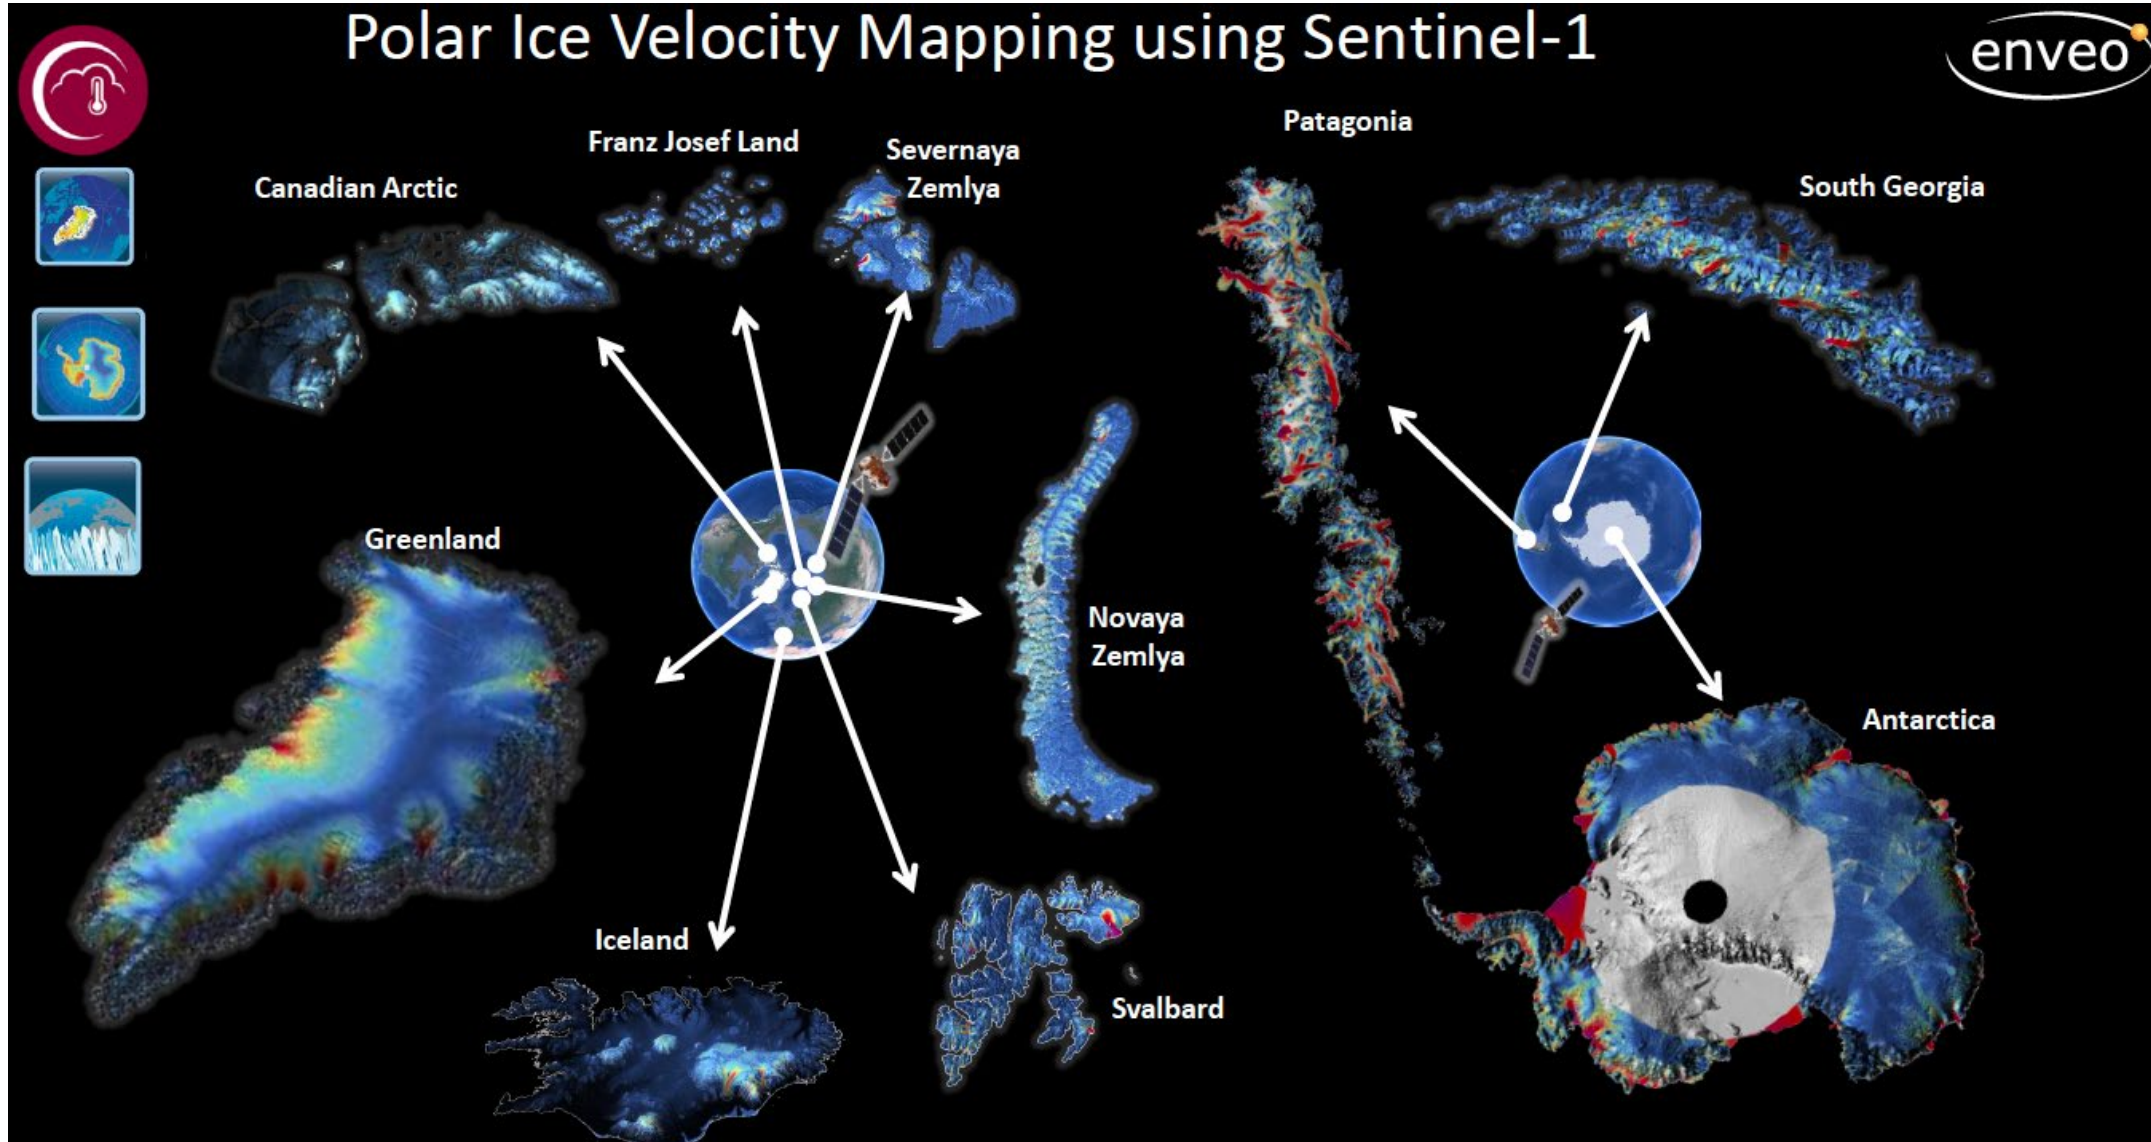 Polar Ice Velocity Mapping using Sentinel-1
enveo
Canadian Arctic
Franz Josef Land
Severnaya
Zemlya
Patagonia
South Georgia
Greenland
Novaya
Zemlya
Antarctica
Iceland
Svalbard